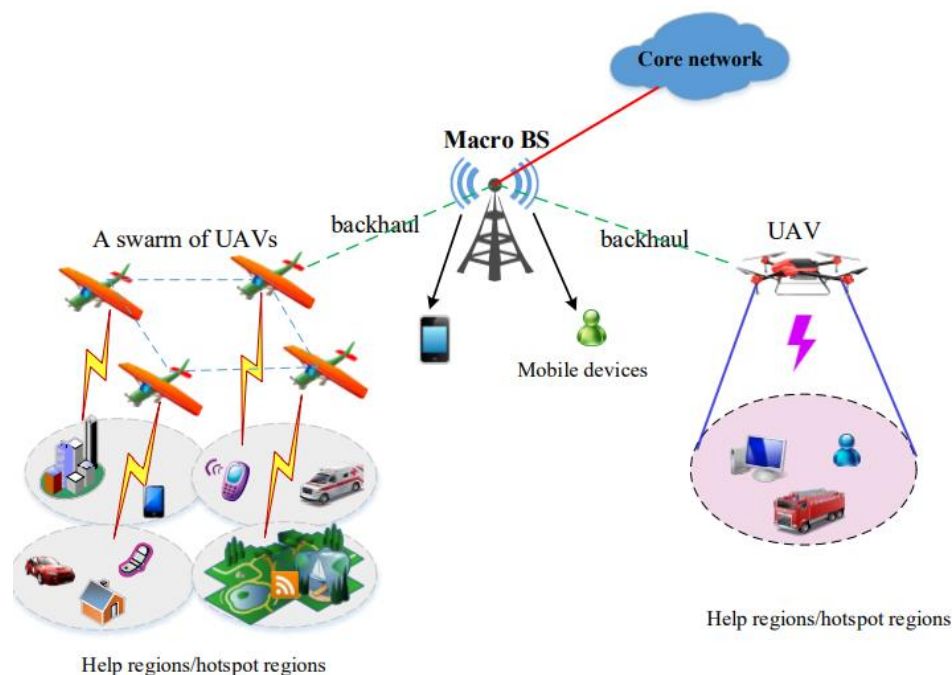 Core network
Macro BS
backhaul
backhaul
A swarm of UAVs
UAV
Mobile devices
Help regions/hotspot regions
Help regions/hotspot regions